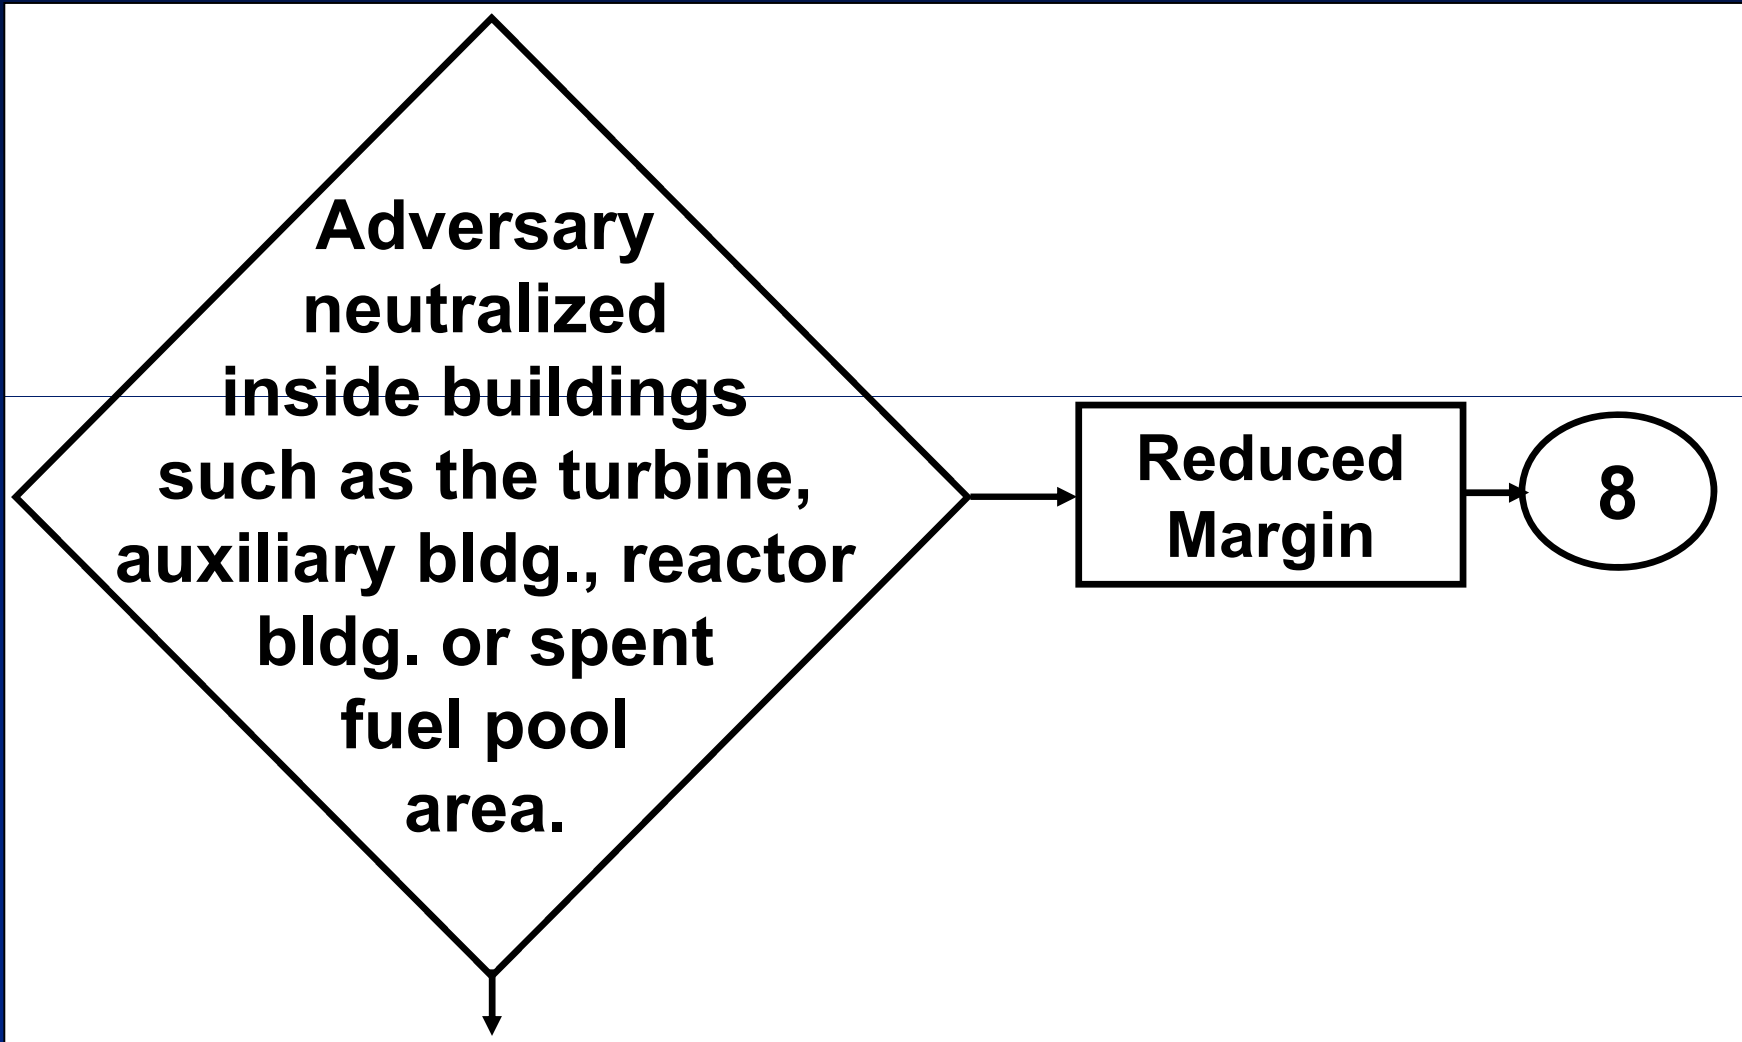 Adversary
neutralized
inside buildings
such as the turbine,
auxiliary bldg., reactor
bldg. or spent
fuel pool
area.
Reduced
Margin
8